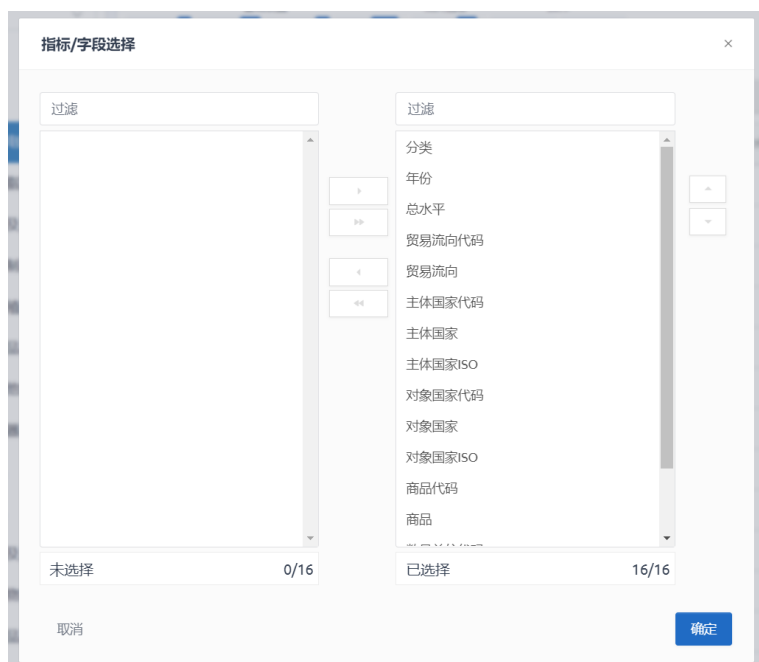 指标/字段选择
×
过滤
过滤
分类
年份
总水平
贸易流向代码
贸易流向
主体国家代码
主体国家
主体国家ISO
对象国家代码
对象国家
对象国家ISO
商品代码
商品
未选择 0/16
已选择 16/16
取消
确定